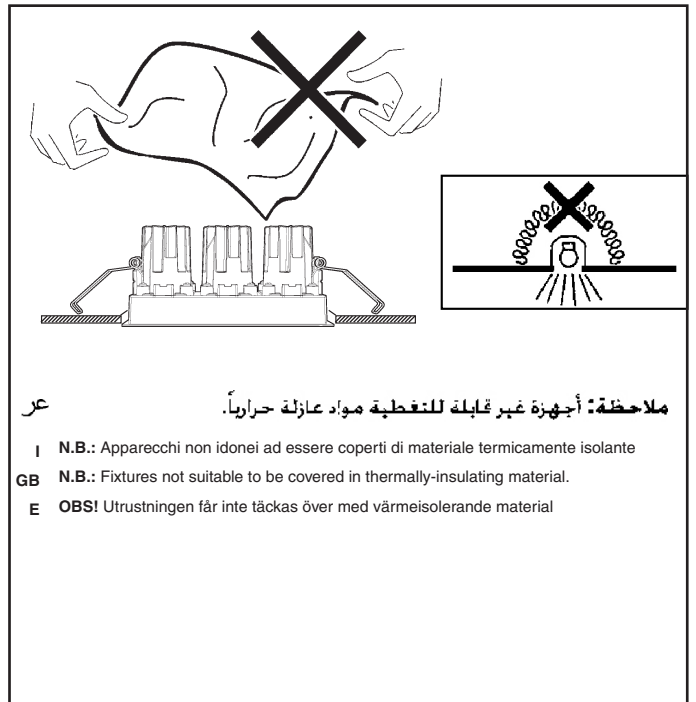 عر ملاحظة: أجهزة غير قابلة للتغطية مواد عازلة حرارياً.
I N.B.: Apparecchi non idonei ad essere coperti di materiale termicamente isolante
GB N.B.: Fixtures not suitable to be covered in thermally-insulating material.
E OBS! Utrustningen får inte täckas över med värmeisolerande material